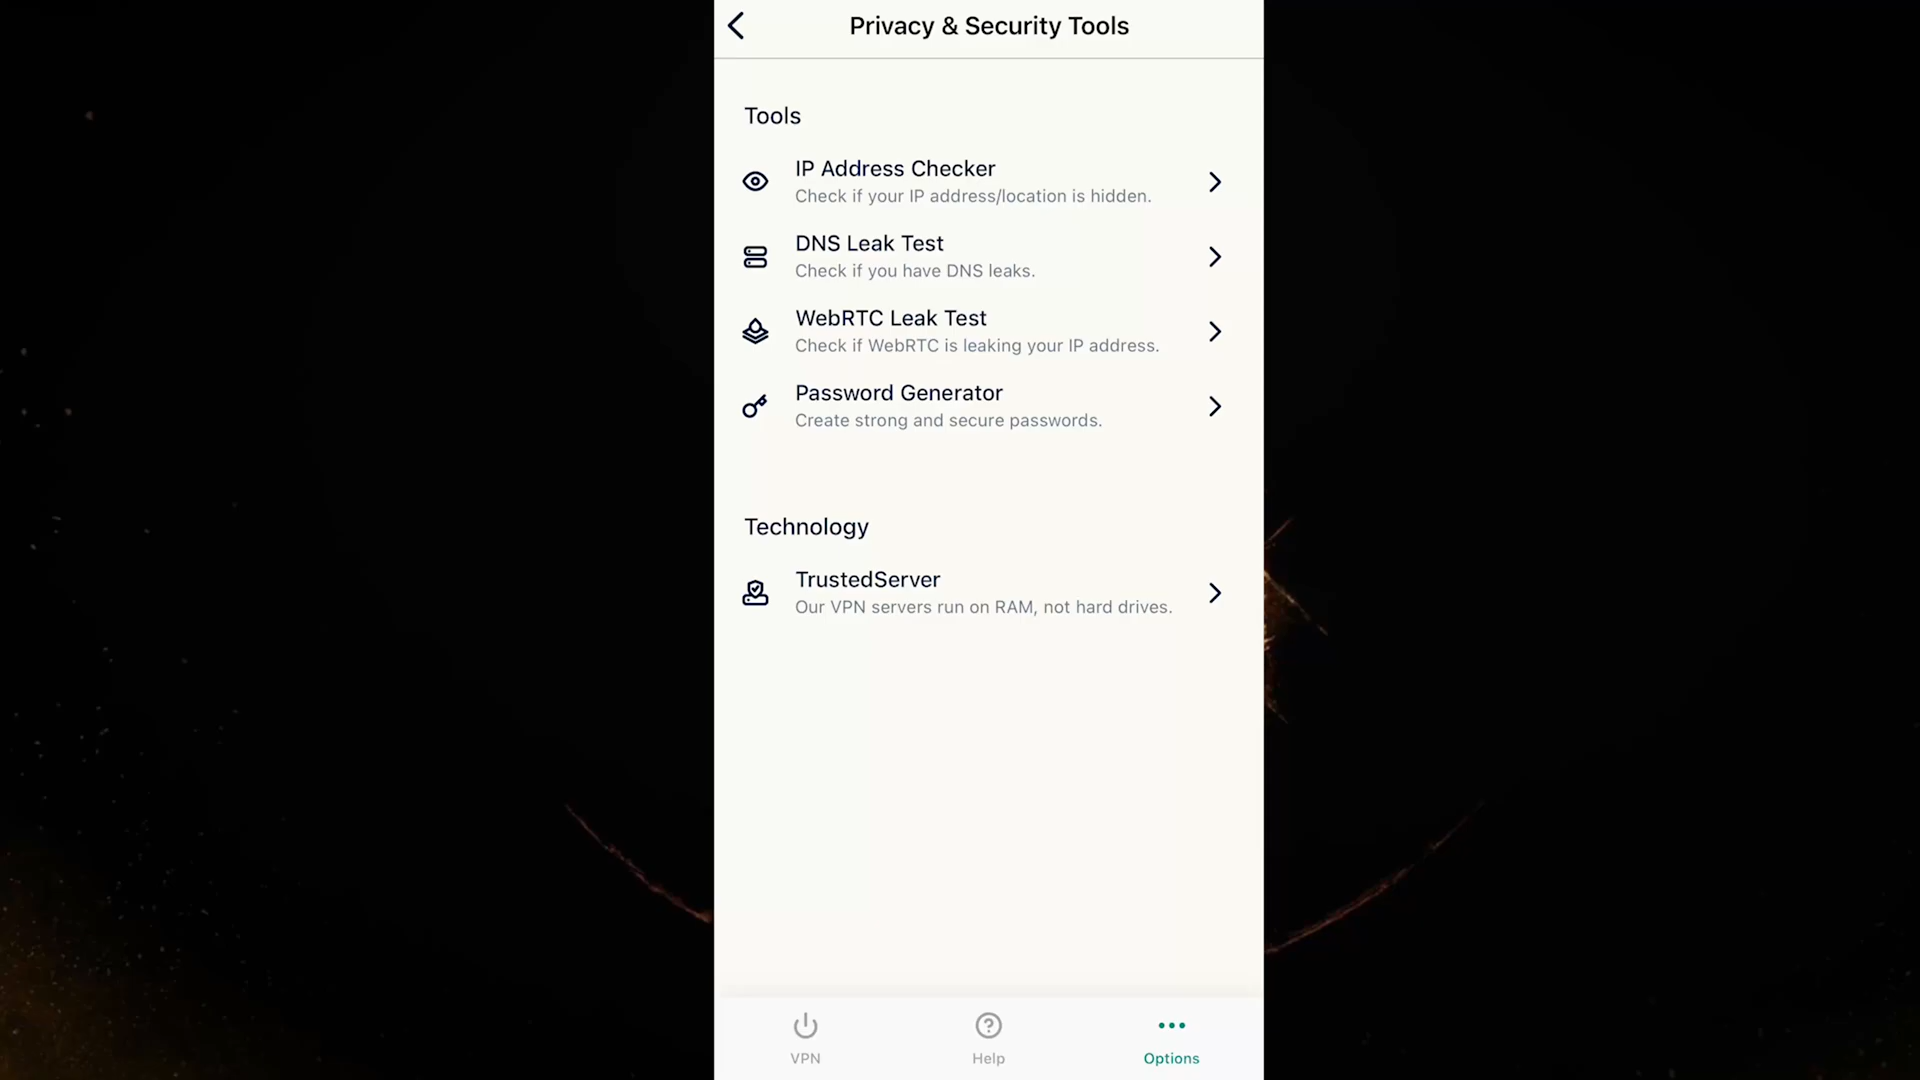 Privacy & Security Tools
Tools
IP Address Checker
Check if your IP address/location is hidden.
DNS Leak Test
Check if you have DNS leaks.
WebRTC Leak Test
Check if WebRTC is leaking your IP address.
Password Generator
Create strong and secure passwords.
Technology
TrustedServer
Our VPN servers run on RAM, not hard drives.
VPN
Help
Options